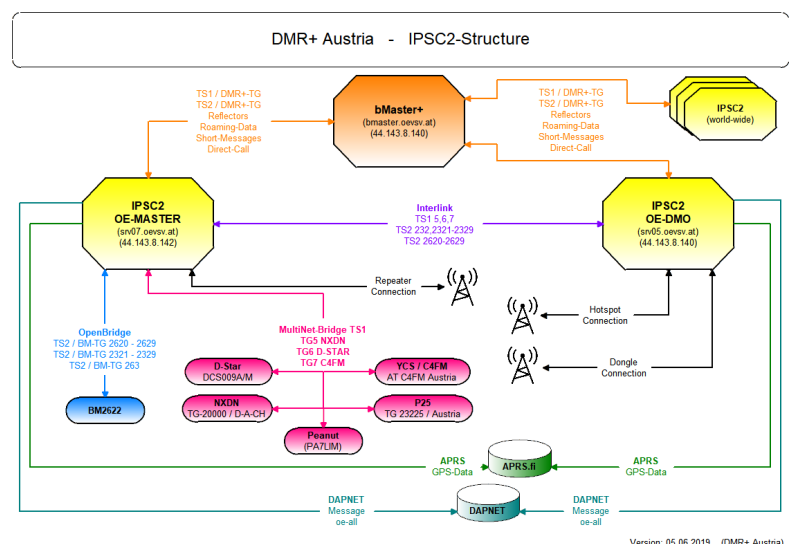 DMR+ Austria - IPSC2-Structure
TS1 / DMR+-TG
TS2 / DMR+-TG
Reflectors
Roaming-Data
Short-Messages
Direct-Call
bMaster+
(bmaster.oevsv.at)
(44.143.8.140)
TS1 / DMR+-TG
TS2 / DMR+-TG
Reflectors
Roaming-Data
Short-Messages
Direct-Call
IPSC2
(world-wide)
IPSC2
OE-MASTER
(srv07.oevsv.at)
(44.143.8.142)
Interlink
TS1 5,6,7
TS2 232,2321-2329
TS2 2620-2629
IPSC2
OE-DMO
(srv05.oevsv.at)
(44.143.8.140)
Repeater
Connection
Hotspot
Connection
Dongle
Connection
OpenBridge
TS2 / BM-TG 2620 - 2629
TS2 / BM-TG 2321 - 2329
TS2 / BM-TG 263
BM2622
MultiNet-Bridge TS1
TG5 NXDN
TG6 D-STAR
TG7 C4FM
D-Star
DCS009A/M
YCS / C4FM
AT C4FM Austria
NXDN
TG-20000 / D-A-CH
P25
TG 23225 / Austria
Peanut
(PA7LIM)
APRS
GPS-Data
APRS.fi
APRS
GPS-Data
DAPNET
Message
oe-all
DAPNET
DAPNET
Message
oe-all
Version: 05.06.2019 (DMR+ Austria)